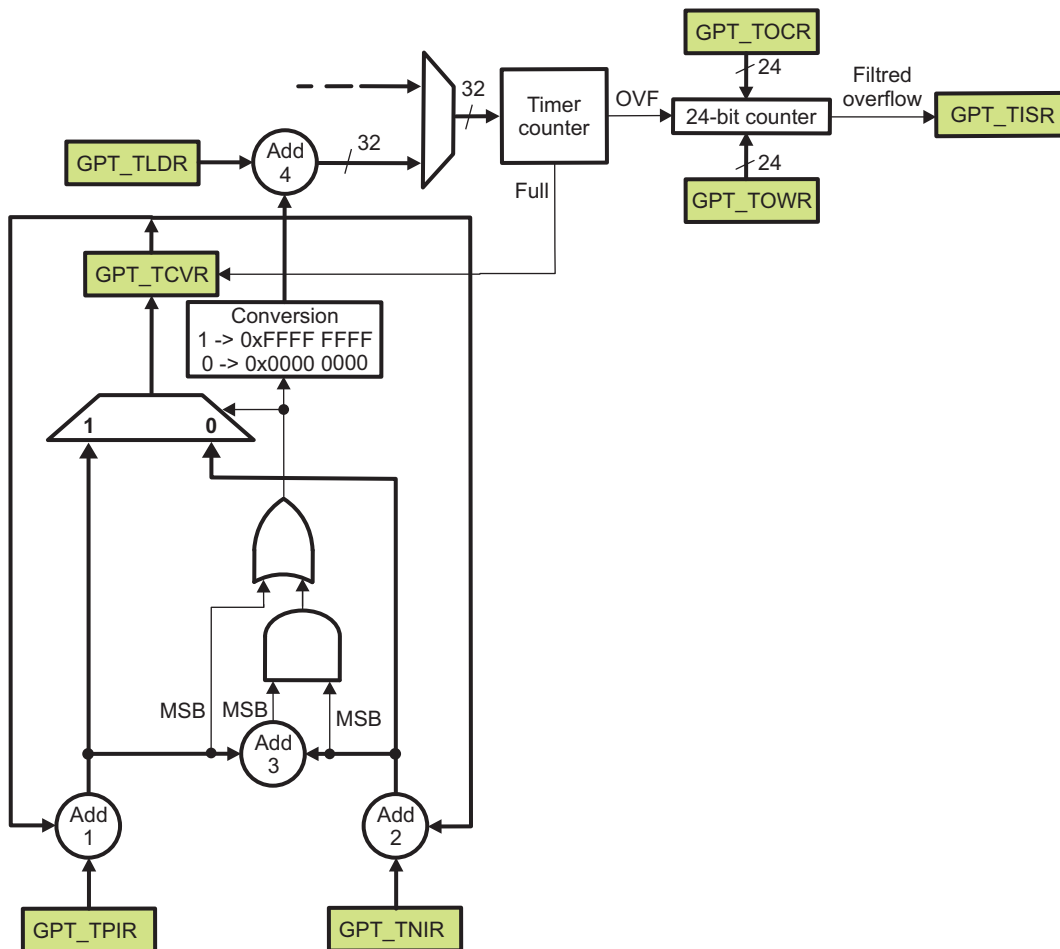 GPT_TOCR
24
32
Timer
counter
OVF
24-bit counter
Filtred
overflow
GPT_TISR
GPT_TLDR
Add
4
32
Full
24
GPT_TOWR
GPT_TCVR
Conversion
1 -> 0xFFFF FFFF
0 -> 0x0000 0000
1
0
MSB
MSB
MSB
Add
3
Add
1
Add
2
GPT_TPIR
GPT_TNIR